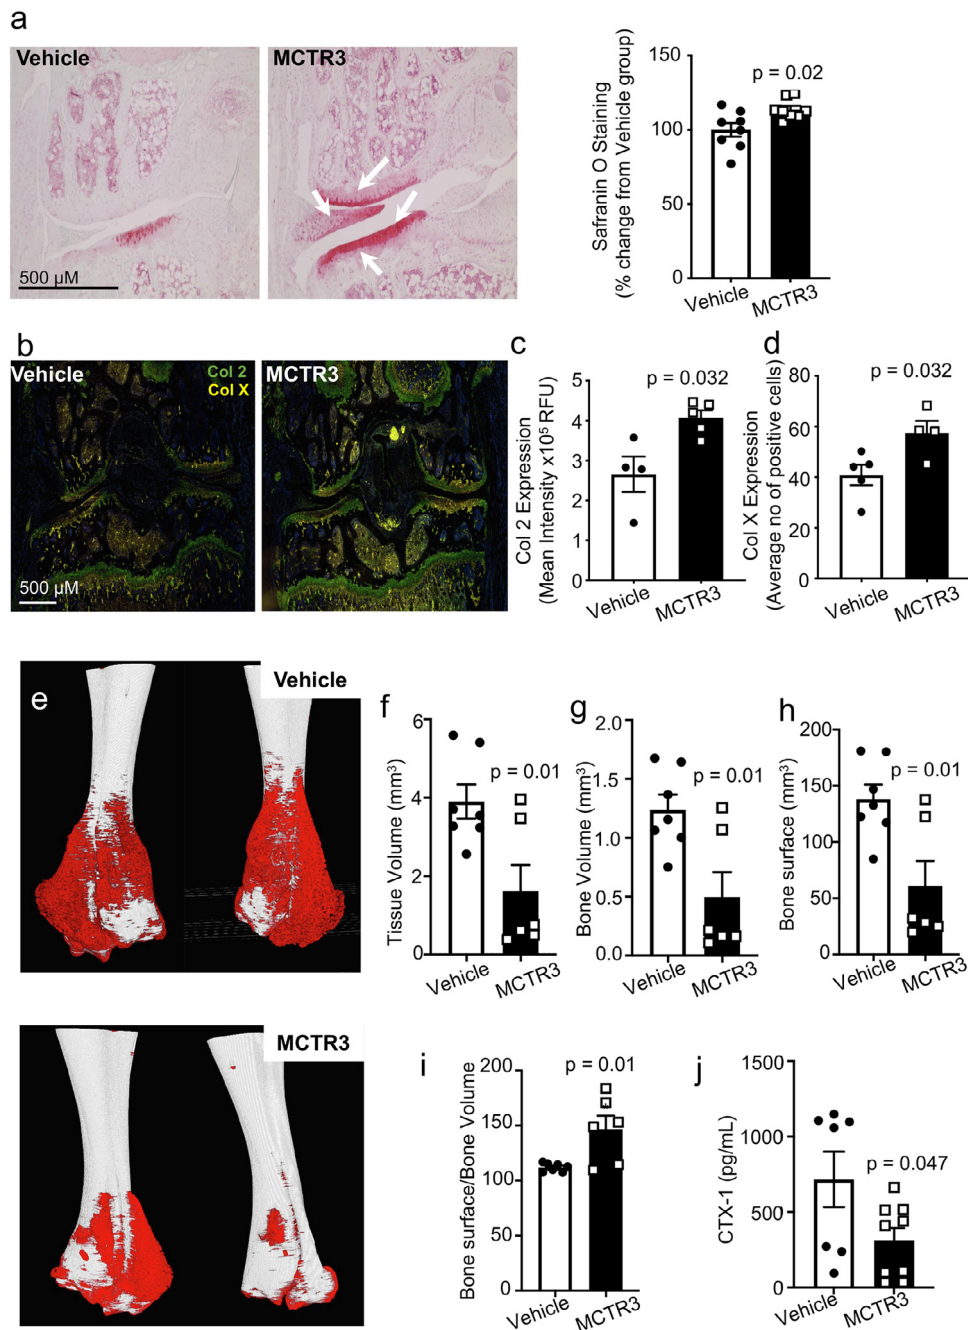 a
Vehicle
MCTR3
500 µM
Safranin O Staining
(% change from Vehicle group)
150
100
50
0
p = 0.02
Vehicle
MCTR3
b
Vehicle
Col 2
Col X
MCTR3
500 µM
c
Col 2 Expression
(Mean Intensity x10⁵ RFU)
5
4
3
2
1
0
p = 0.032
Vehicle
MCTR3
d
Col X Expression
(Average no of positive cells)
80
60
40
20
0
p = 0.032
Vehicle
MCTR3
e
Vehicle
MCTR3
f
Tissue Volume (mm³)
6
4
2
0
p = 0.01
Vehicle
MCTR3
g
Bone Volume (mm³)
2.0
1.5
1.0
0.5
0.0
p = 0.01
Vehicle
MCTR3
h
Bone surface (mm³)
200
150
100
50
0
p = 0.01
Vehicle
MCTR3
i
Bone surface/Bone Volume
200
150
100
50
0
p = 0.01
*
Vehicle
MCTR3
j
CTX-1 (pg/mL)
1500
1000
500
0
p = 0.047
Vehicle
MCTR3